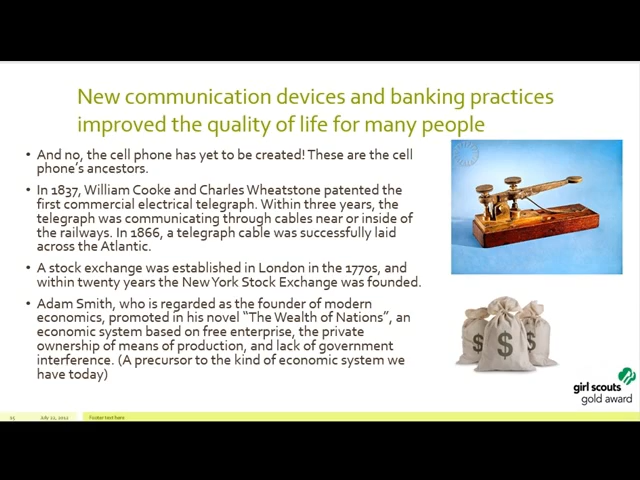 New communication devices and banking practices
improved the quality of life for many people
• And no, the cell phone has yet to be created! These are the cell
phone's ancestors.
• In 1837, William Cooke and Charles Wheatstone patented the
first commercial electrical telegraph. Within three years, the
telegraph was communicating through cables near or inside of
the railways. In 1866, a telegraph cable was successfully laid
across the Atlantic.
• A stock exchange was established in London in the 1770s, and
within twenty years the New York Stock Exchange was founded.
• Adam Smith, who is regarded as the founder of modern
economics, promoted in his novel "The Wealth of Nations", an
economic system based on free enterprise, the private
ownership of means of production, and lack of government
interference. (A precursor to the kind of economic system we
have today)
$ $ $
girl scouts
gold award
15 July 22, 2012 Footer text here